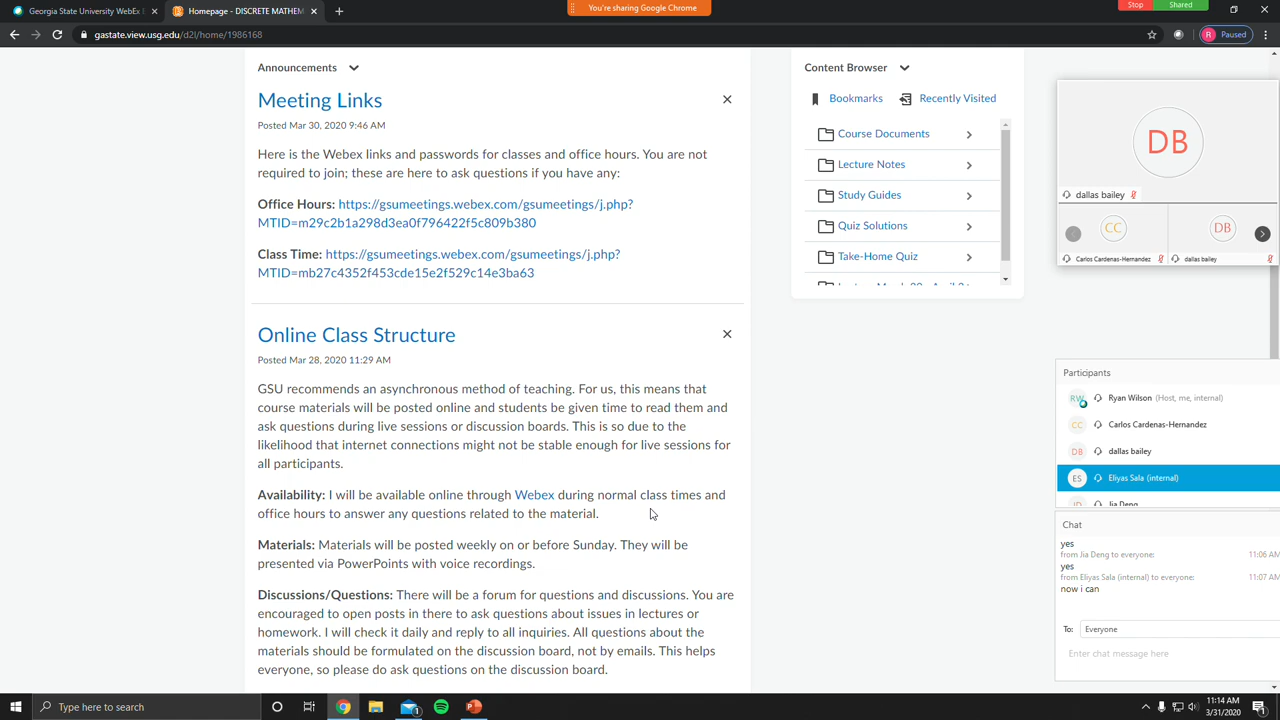 Georgia State University WebEx
Homepage - DISCRETE MATHEM
You're sharing Google Chrome
Stop
Shared
gastate.view.usg.edu/d2l/home/1986168
R
Paused
Announcements
Meeting Links
Posted Mar 30, 2020 9:46 AM
Here is the Webex links and passwords for classes and office hours. You are not
required to join; these are here to ask questions if you have any:
Office Hours: https://gsumeetings.webex.com/gsumeetings/j.php?
MTID=m29c2b1a298d3ea0f796422f5c809b380
Class Time: https://gsumeetings.webex.com/gsumeetings/j.php?
MTID=mb27c4352f453cde15e2f529c14e3ba63
Online Class Structure
Posted Mar 28, 2020 11:29 AM
GSU recommends an asynchronous method of teaching. For us, this means that
course materials will be posted online and students be given time to read them and
ask questions during live sessions or discussion boards. This is so due to the
likelihood that internet connections might not be stable enough for live sessions for
all participants.
Availability: I will be available online through Webex during normal class times and
office hours to answer any questions related to the material.
Materials: Materials will be posted weekly on or before Sunday. They will be
presented via PowerPoints with voice recordings.
Discussions/Questions: There will be a forum for questions and discussions. You are
encouraged to open posts in there to ask questions about issues in lectures or
homework. I will check it daily and reply to all inquiries. All questions about the
materials should be formulated on the discussion board, not by emails. This helps
everyone, so please do ask questions on the discussion board.
Content Browser
Bookmarks
Recently Visited
Course Documents
Lecture Notes
Study Guides
Quiz Solutions
Take-Home Quiz
DB
dallas bailey
CC
DB
Carlos Cardenas-Hernandez
dallas bailey
Participants
RW Ryan Wilson (Host, me, internal)
CC Carlos Cardenas-Hernandez
DB dallas bailey
ES Eliyas Sala (internal)
JD Jia Deng
Chat
yes
from Jia Deng to everyone: 11:06 AM
yes
from Eliyas Sala (internal) to everyone: 11:07 AM
now i can
To: Everyone
Enter chat message here
Type here to search
1
11:14 AM
3/31/2020
1